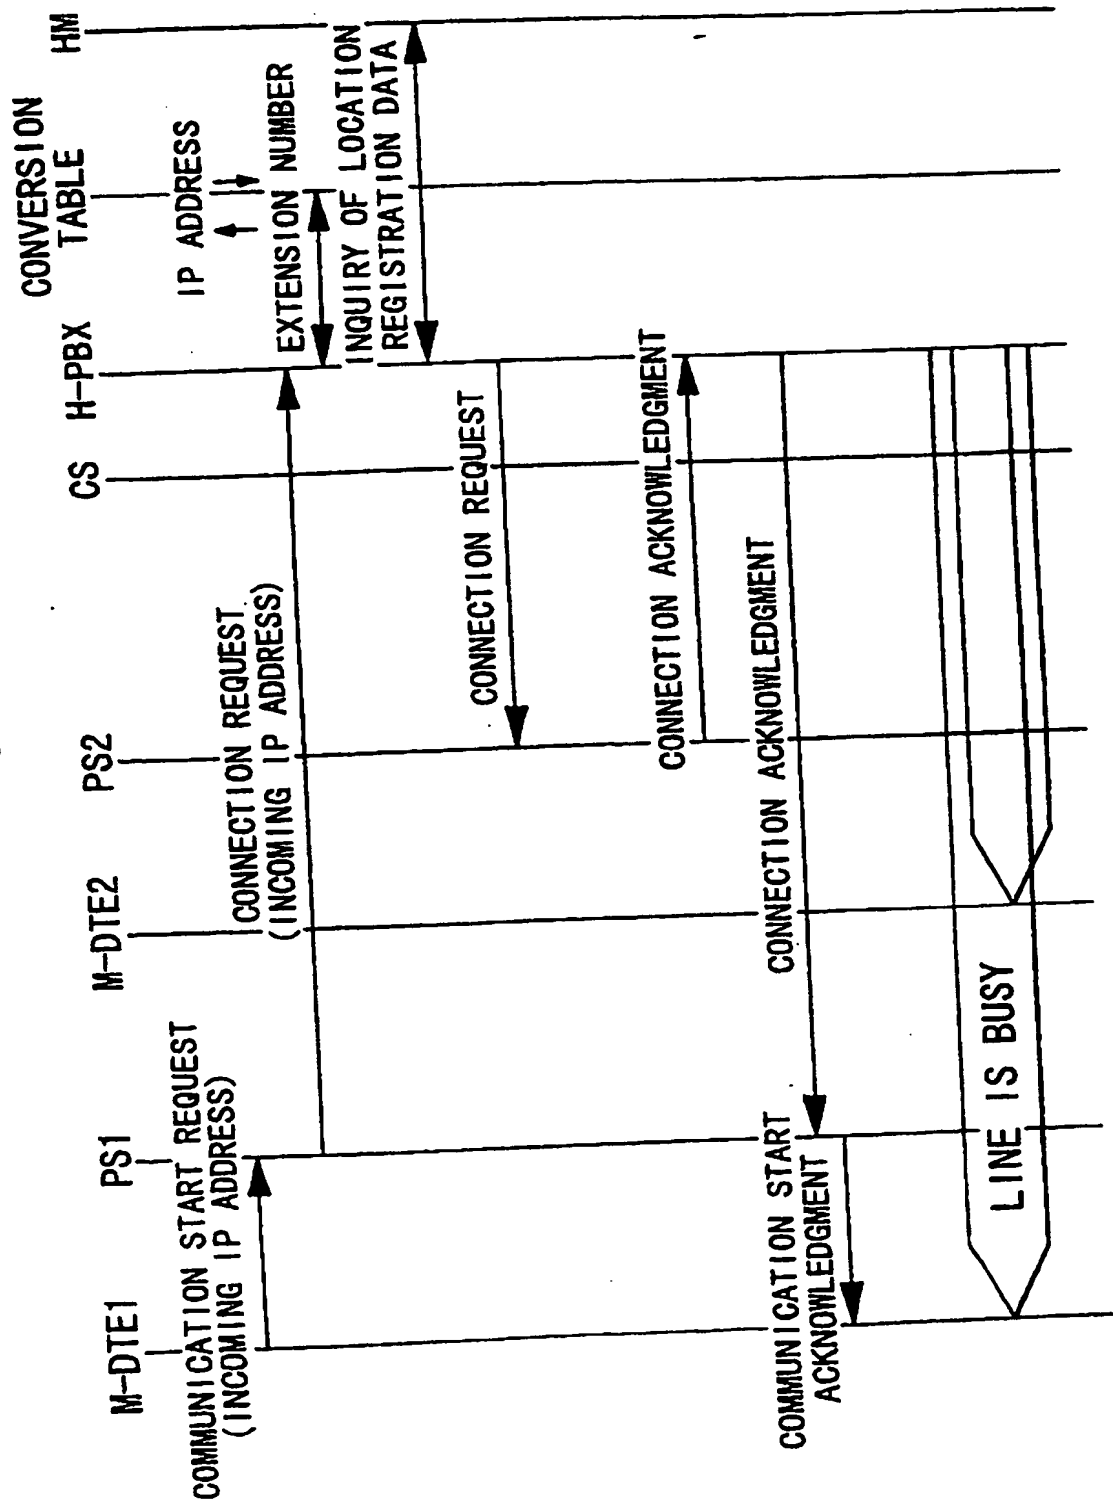 M-DTE1
PS1
M-DTE2
PS2
CS
H-PBX
CONVERSION
TABLE
HM
COMMUNICATION START REQUEST
(INCOMING IP ADDRESS)
CONNECTION REQUEST
(INCOMING IP ADDRESS)
IP ADDRESS
EXTENSION NUMBER
INQUIRY OF LOCATION
REGISTRATION DATA
CONNECTION REQUEST
CONNECTION ACKNOWLEDGMENT
CONNECTION ACKNOWLEDGMENT
COMMUNICATION START
ACKNOWLEDGMENT
LINE IS BUSY